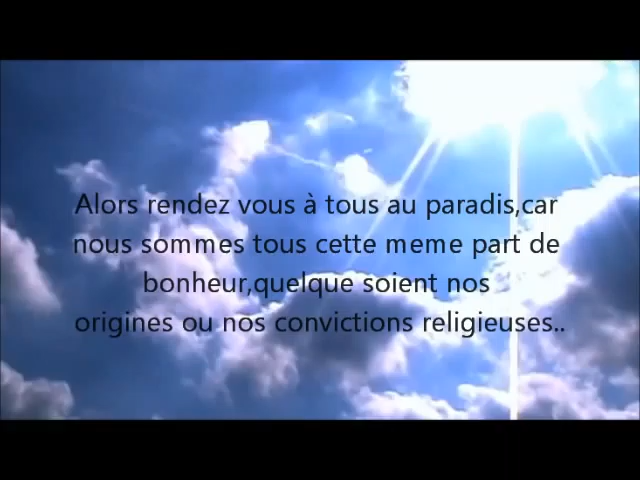 Alors rendez vous à tous au paradis,car
nous sommes tous cette meme part de
bonheur,quelque soient nos
origines ou nos convictions religieuses..